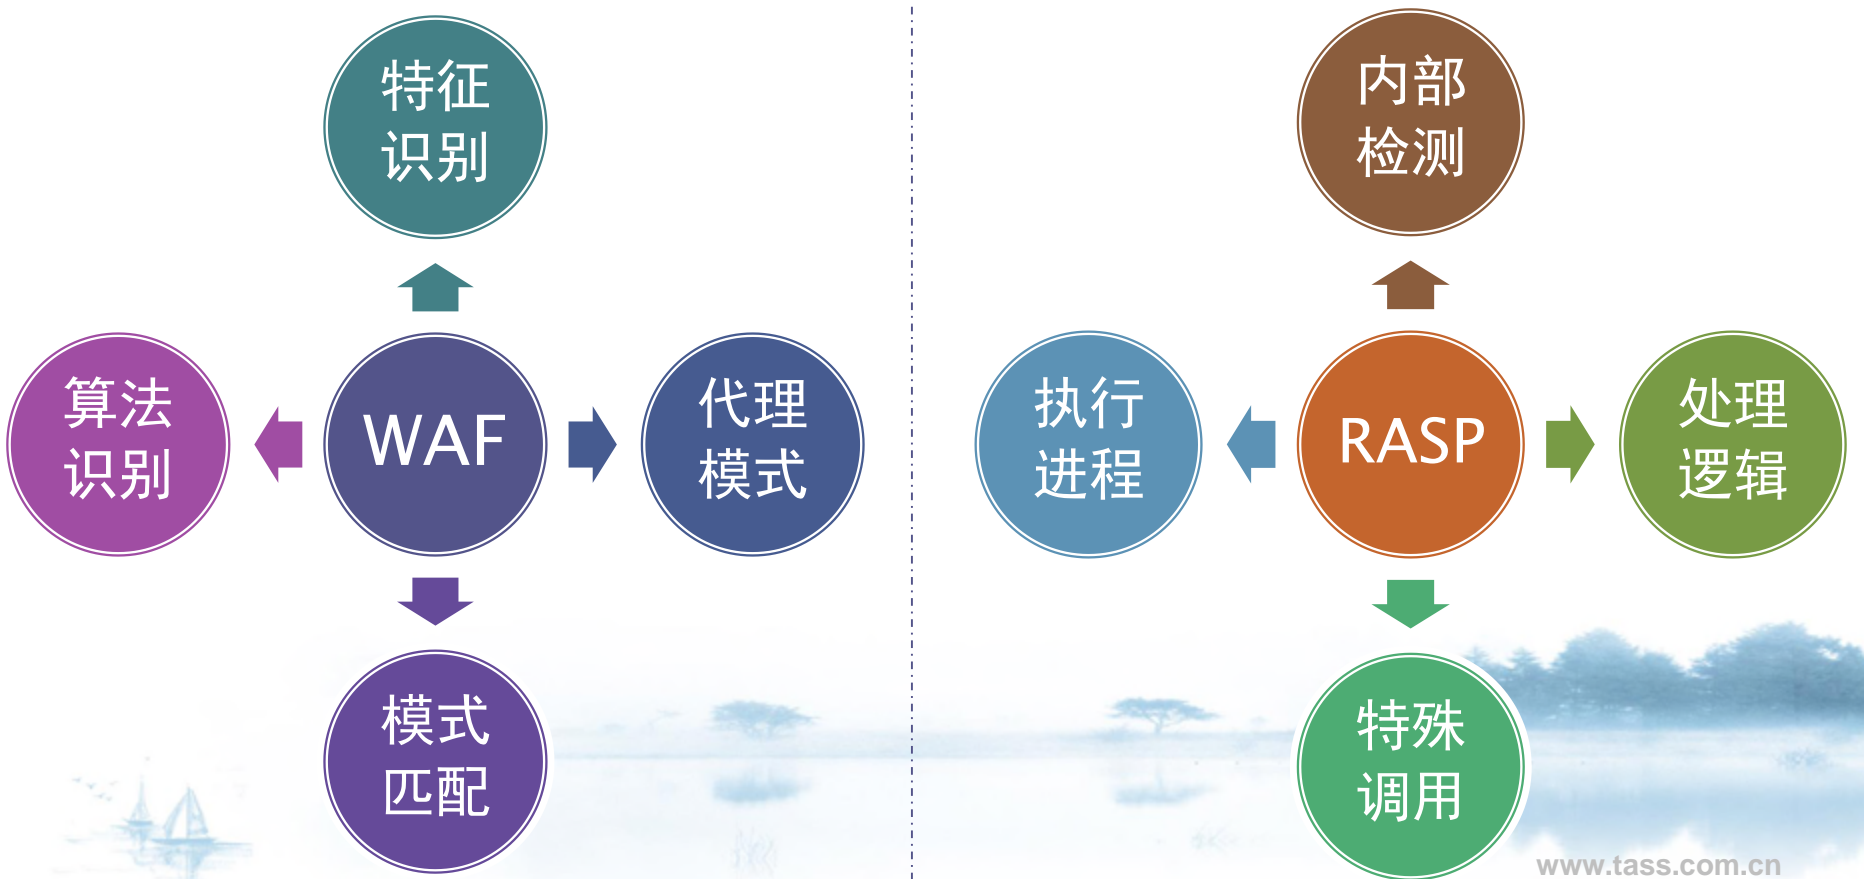 特征
识别
算法
识别
WAF
代理
模式
模式
匹配
内部
检测
执行
进程
RASP
处理
逻辑
特殊
调用
www.tass.com.cn